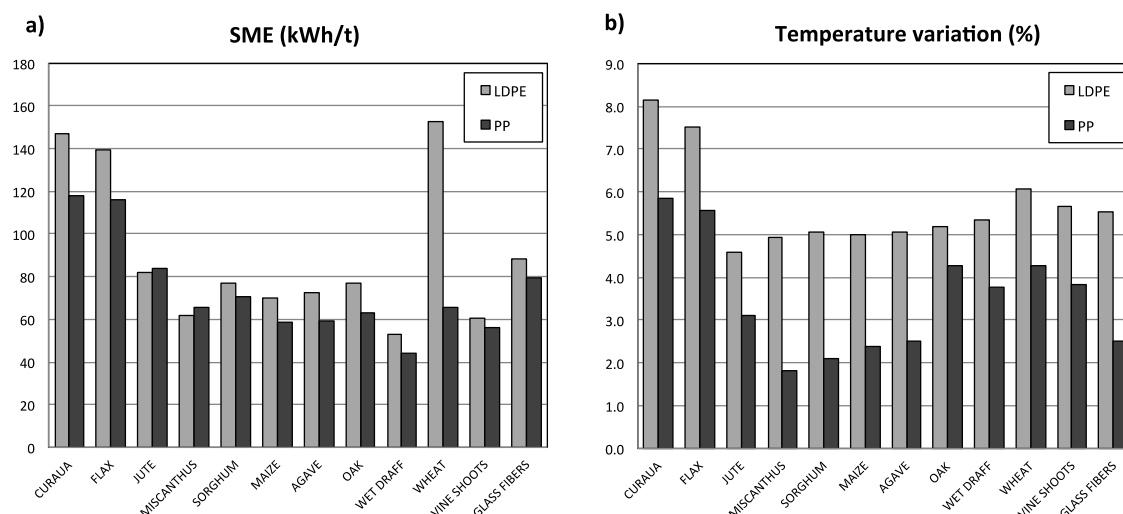 a)
SME (kWh/t)
180
160
140
120
100
80
60
40
20
0
LDPE
PP
CURAUA
FLAX
JUTE
MISCANTHUS
SORGHUM
MAIZE
AGAVE
OAK
WET DRAFF
WHEAT
VINE SHOOTS
GLASS FIBERS
b)
Temperature variation (%)
9.0
8.0
7.0
6.0
5.0
4.0
3.0
2.0
1.0
0.0
LDPE
PP
CURAUA
FLAX
JUTE
MISCANTHUS
SORGHUM
MAIZE
AGAVE
OAK
WET DRAFF
WHEAT
VINE SHOOTS
GLASS FIBERS